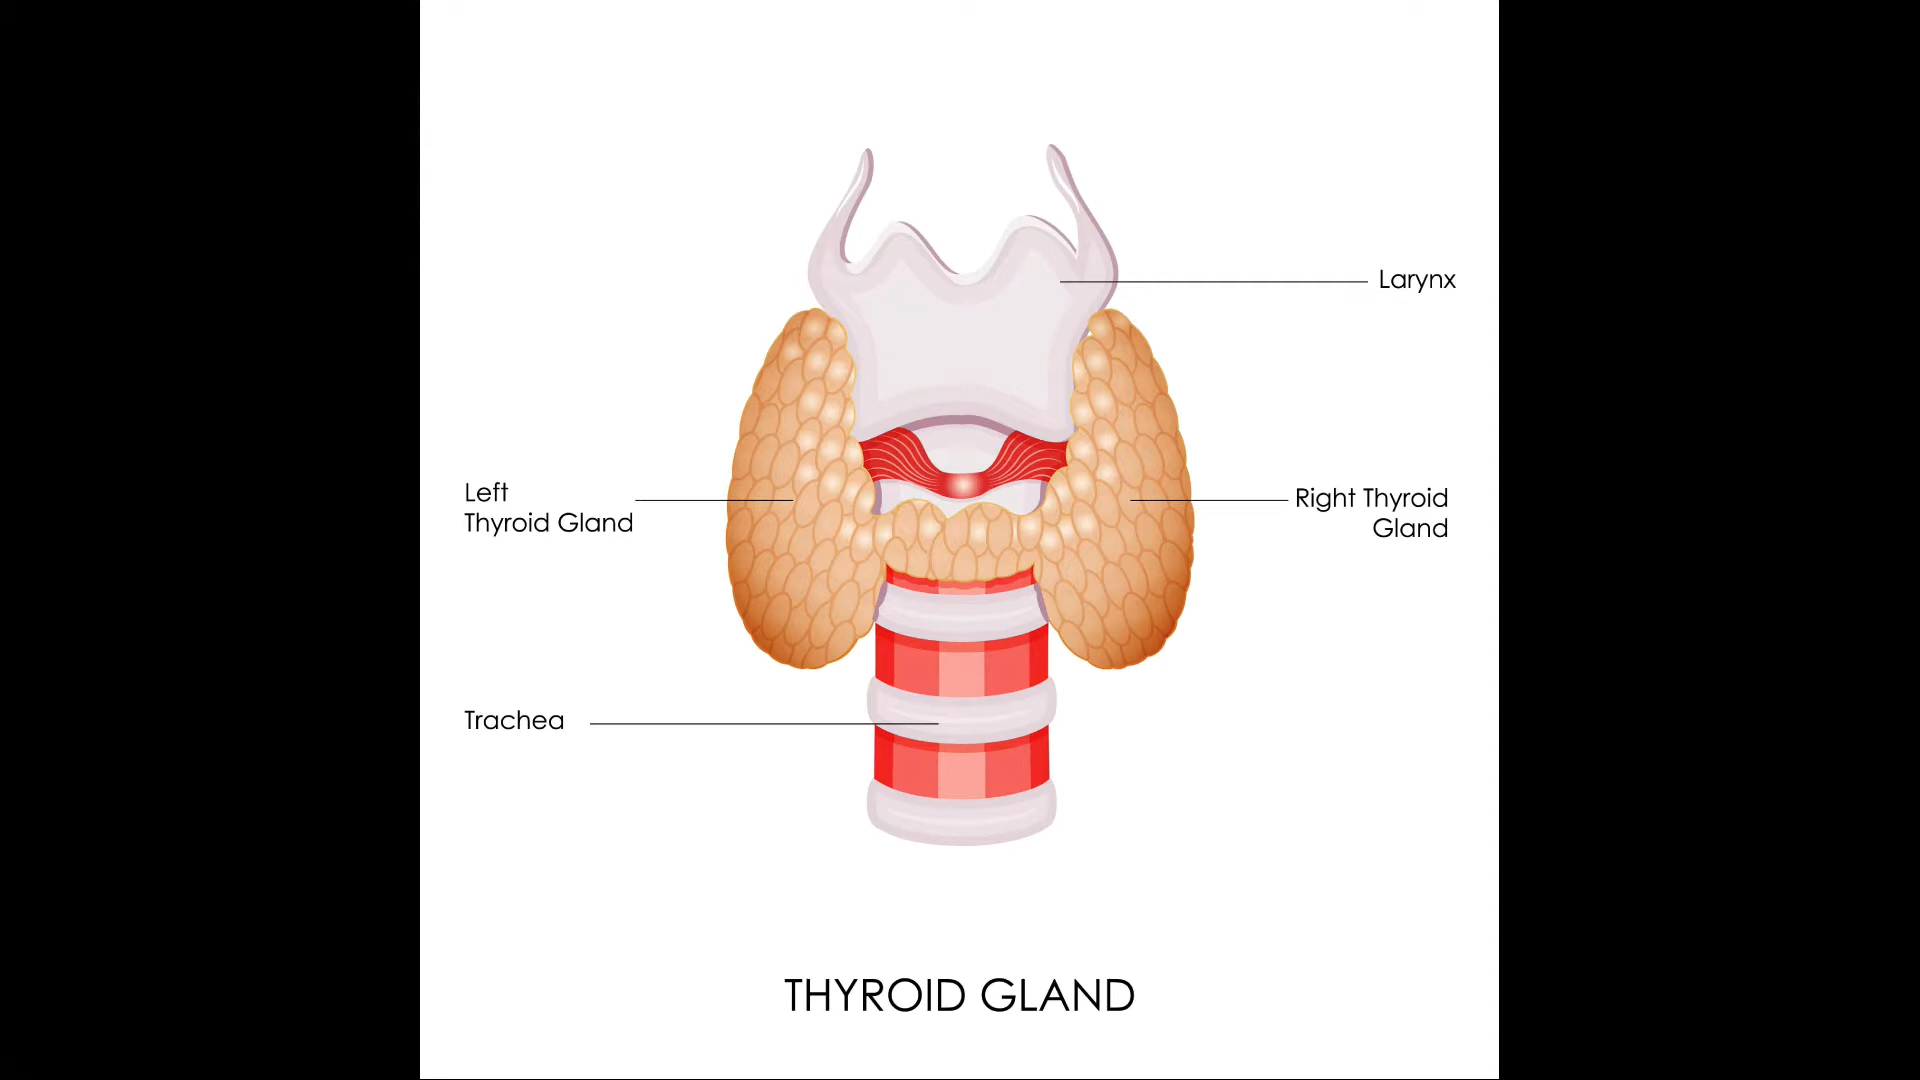 Larynx
Left
Thyroid Gland
Right Thyroid
Gland
Trachea
THYROID GLAND